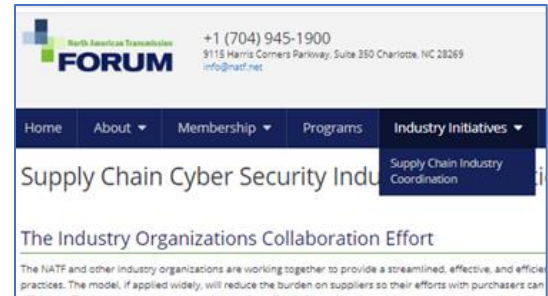 North American Transmission
FORUM
+1 (704) 945-1900
9115 Harris Corners Parkway, Suite 350 Charlotte, NC 28269
info@natf.net
Home About Membership Programs Industry Initiatives
Supply Chain Industry
Coordination
Supply Chain Cyber Security Indu
The Industry Organizations Collaboration Effort
The NATF and other industry organizations are working together to provide a streamlined, effective, and efficie
practices. The model, if applied widely, will reduce the burden on suppliers so their efforts with purchasers can